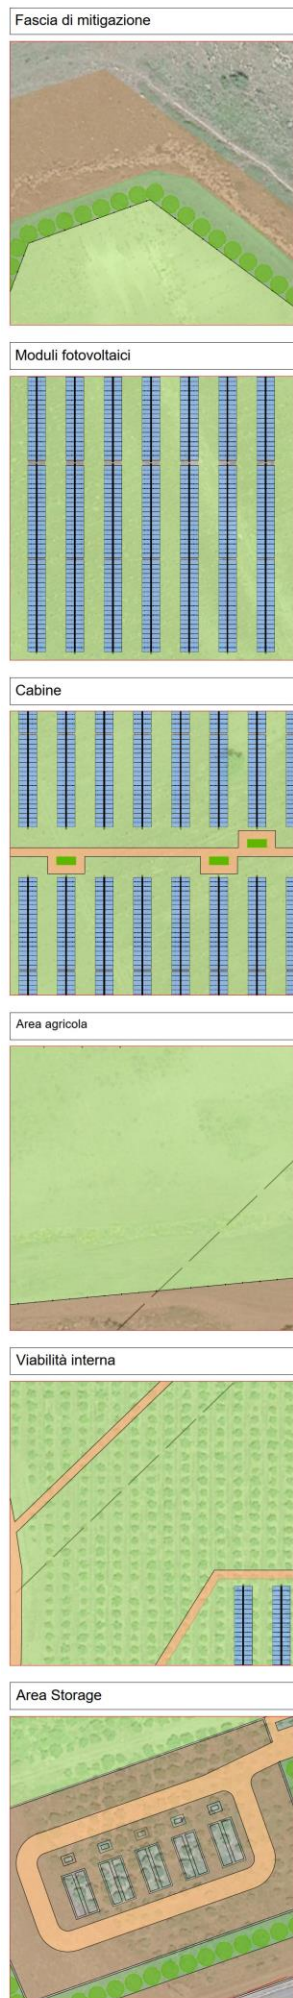 Fascia di mitigazione
Moduli fotovoltaici
Cabine
Area agricola
Viabilità interna
Area Storage